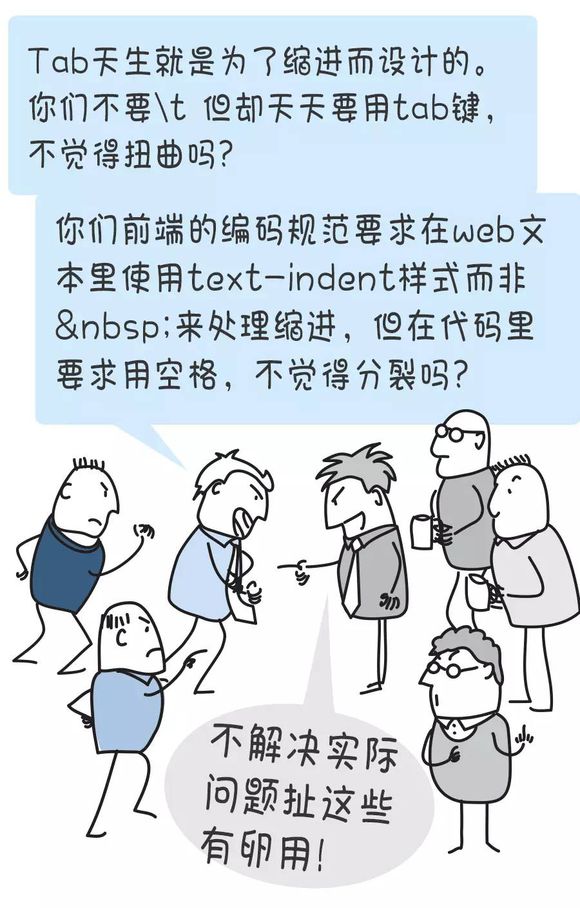 Tab天生就是为了缩进而设计的。
你们不要\t 但却天天要用tab键，
不觉得扭曲吗？
你们前端的编码规范要求在web文
本里使用text-indent样式而非
&nbsp;来处理缩进，但在代码里
要求用空格，不觉得分裂吗？
不解决实际
问题扯这些
有卵用！